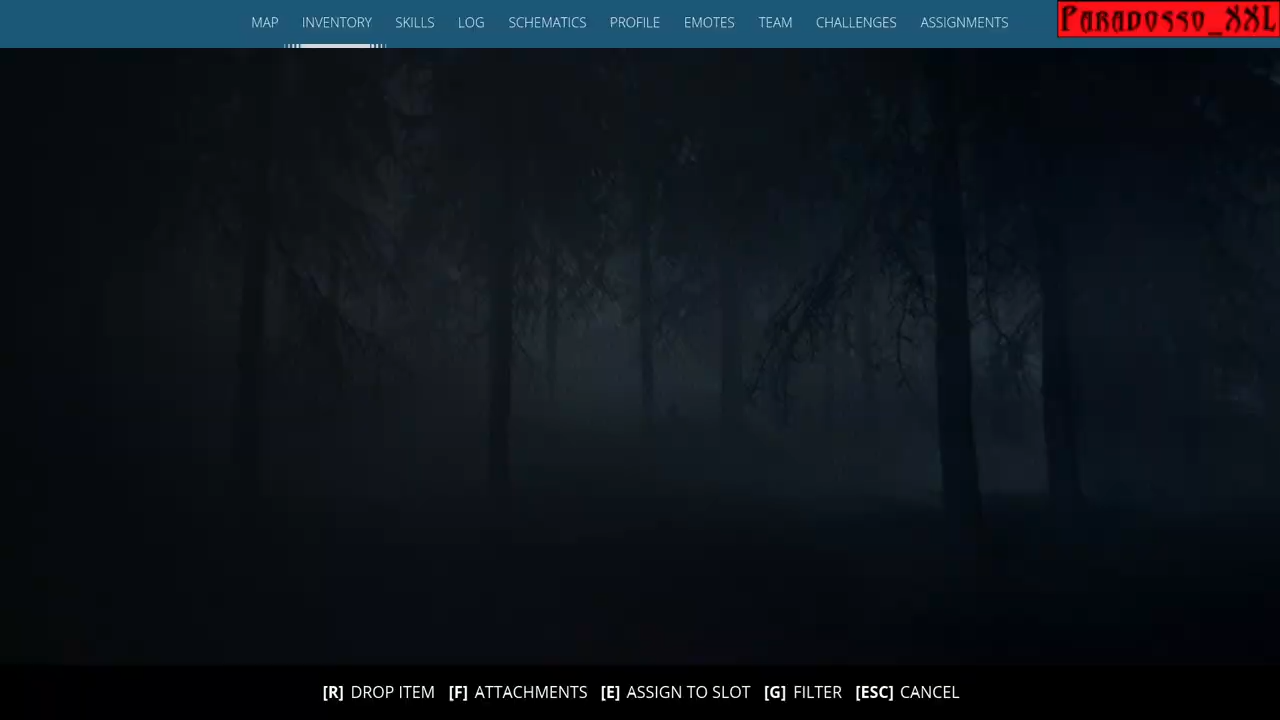 MAP INVENTORY SKILLS LOG SCHEMATICS PROFILE EMOTES TEAM CHALLENGES ASSIGNMENTS
Paradosso_XXL
[R] DROP ITEM [F] ATTACHMENTS [E] ASSIGN TO SLOT [G] FILTER [ESC] CANCEL